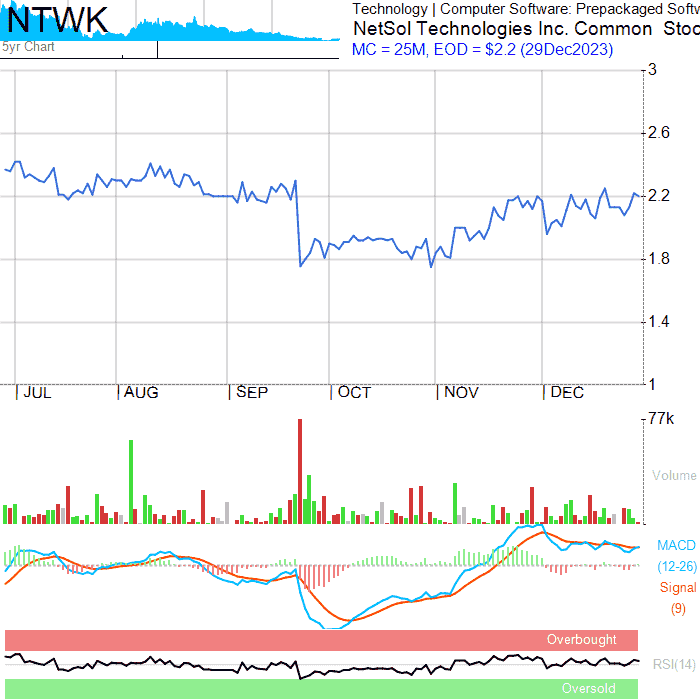 NTWK
5yr Chart
Technology | Computer Software: Prepackaged Softw
NetSol Technologies Inc. Common Stoc
MC = 25M, EOD = $2.2 (29Dec2023)
3
2.6
2.2
1.8
1.4
1
JUL AUG SEP OCT NOV DEC
77k
Volume
MACD
(12-26)
Signal
(9)
Overbought
RSI(14)
Oversold